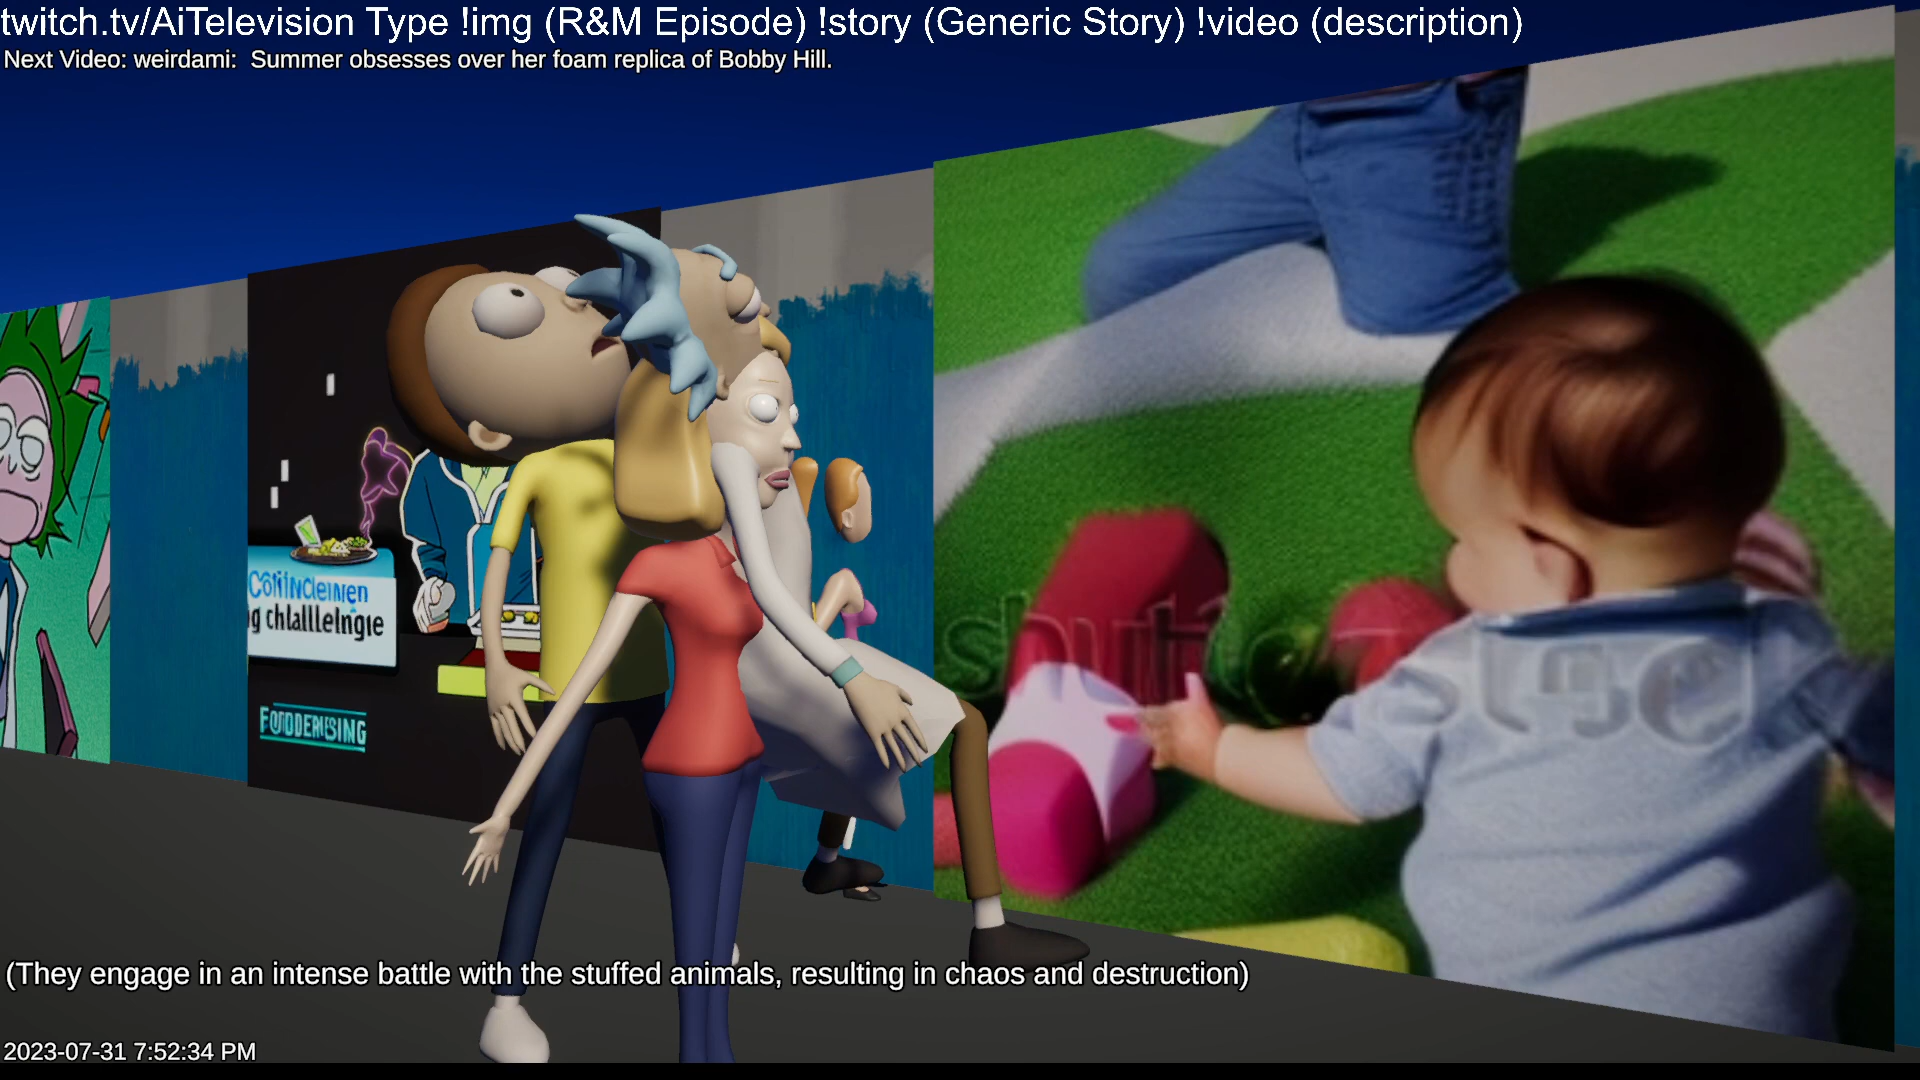 twitch.tv/AiTelevision Type !img (R&M Episode) !story (Generic Story) !video (description)
Next Video: weirdami:  Summer obsesses over her foam replica of Bobby Hill.
g chlallleIngie
FODDERISING
(They engage in an intense battle with the stuffed animals, resulting in chaos and destruction)
2023-07-31 7:52:34 PM